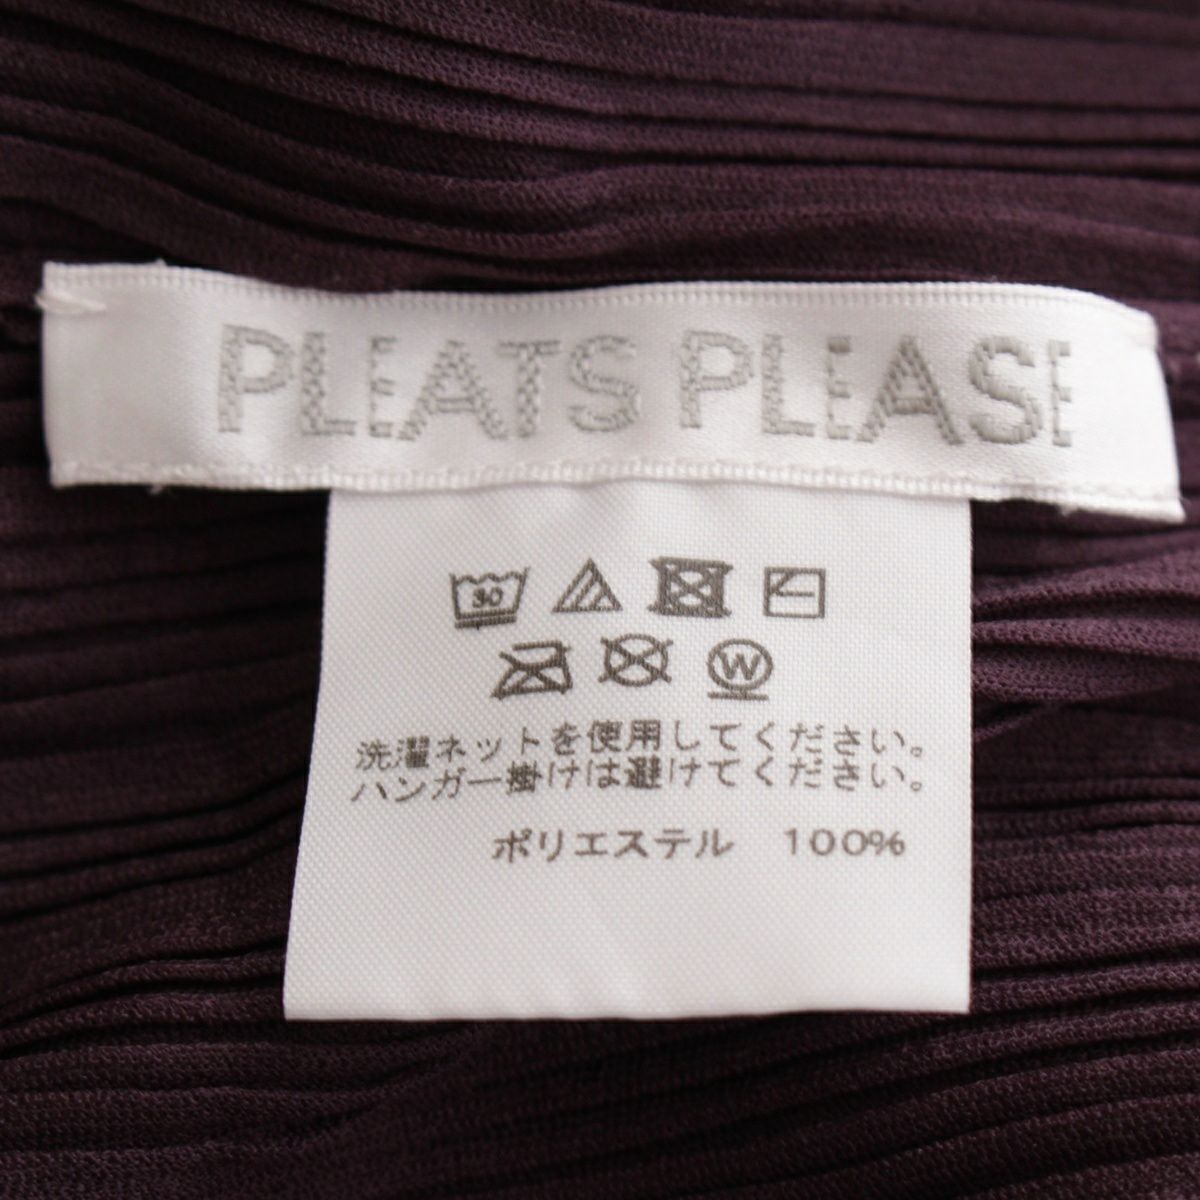 PLEATS PLEASE
30
W
洗濯ネットを使用してください。
ハンガー掛けは避けてください。
ポリエステル 100%